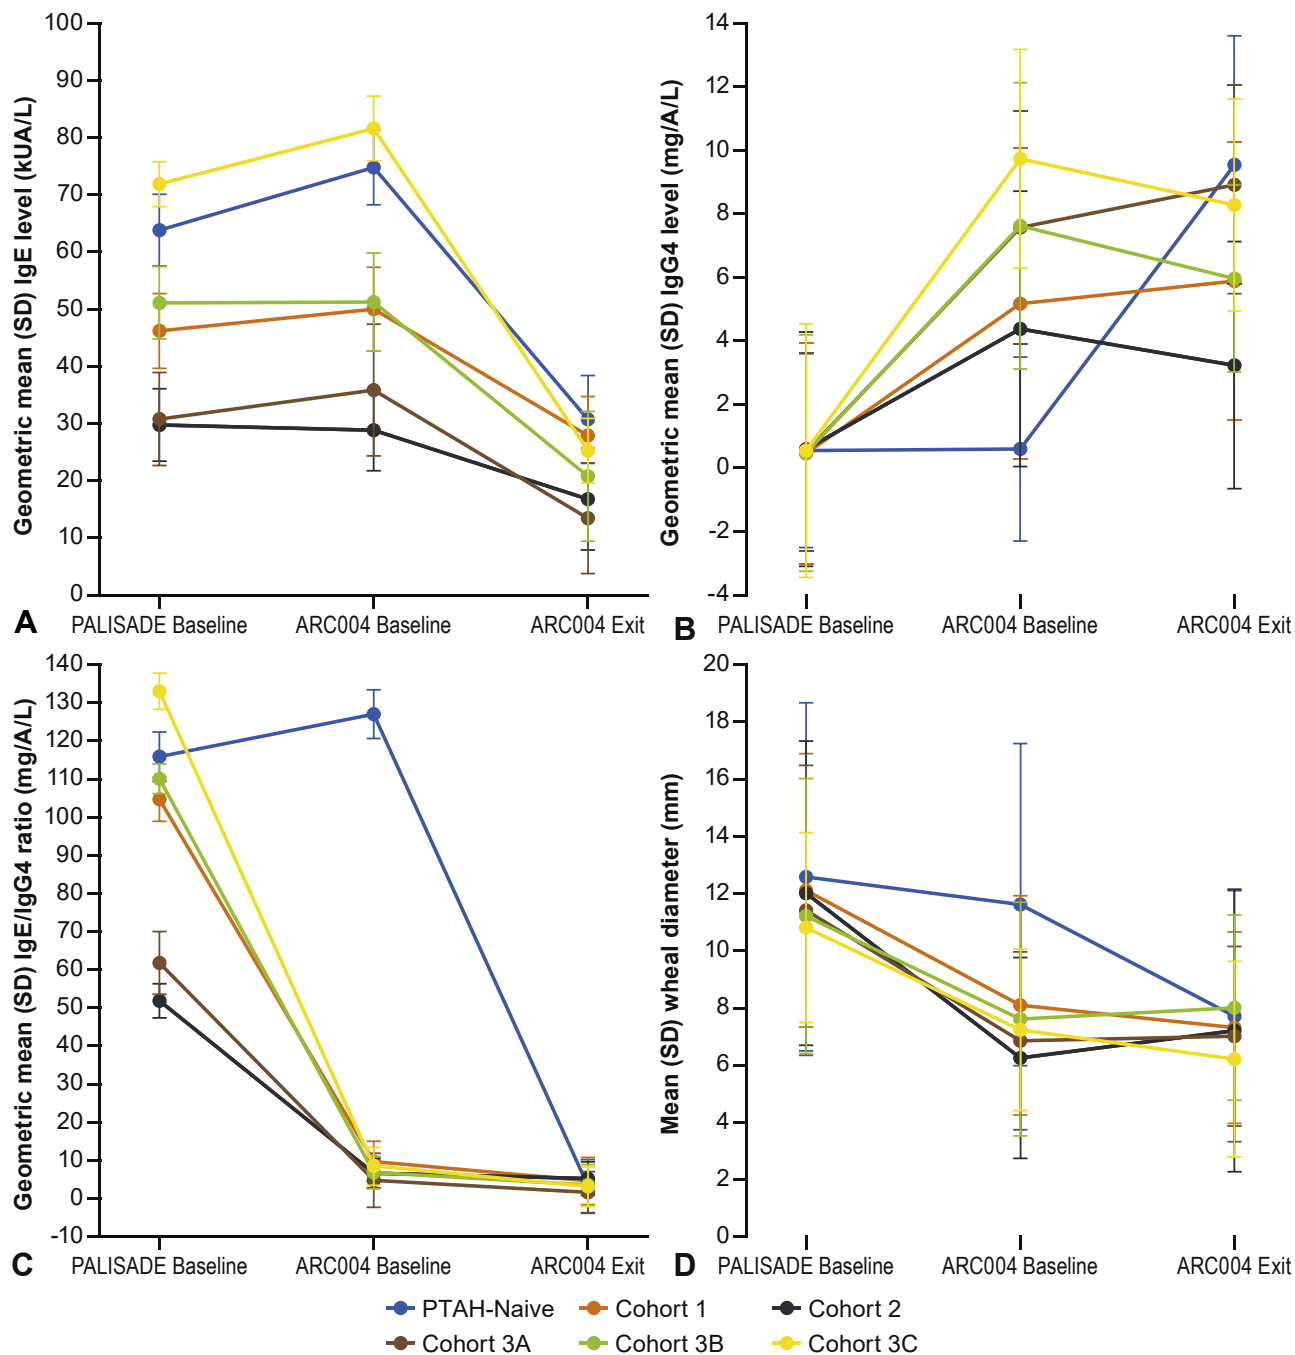 Geometric mean (SD) IgE level (kUA/L)
100
90
80
70
60
50
40
30
20
10
0
A
PALISADE Baseline
ARC004 Baseline
ARC004 Exit
Geometric mean (SD) IgG4 level (mg/A/L)
14
12
10
8
6
4
2
0
-2
-4
B
PALISADE Baseline
ARC004 Baseline
ARC004 Exit
Geometric mean (SD) IgE/IgG4 ratio (mg/A/L)
140
130
120
110
100
90
80
70
60
50
40
30
20
10
0
-10
C
PALISADE Baseline
ARC004 Baseline
ARC004 Exit
Mean (SD) wheal diameter (mm)
20
18
16
14
12
10
8
6
4
2
0
D
PALISADE Baseline
ARC004 Baseline
ARC004 Exit
PTAH-Naive
Cohort 1
Cohort 2
Cohort 3A
Cohort 3B
Cohort 3C